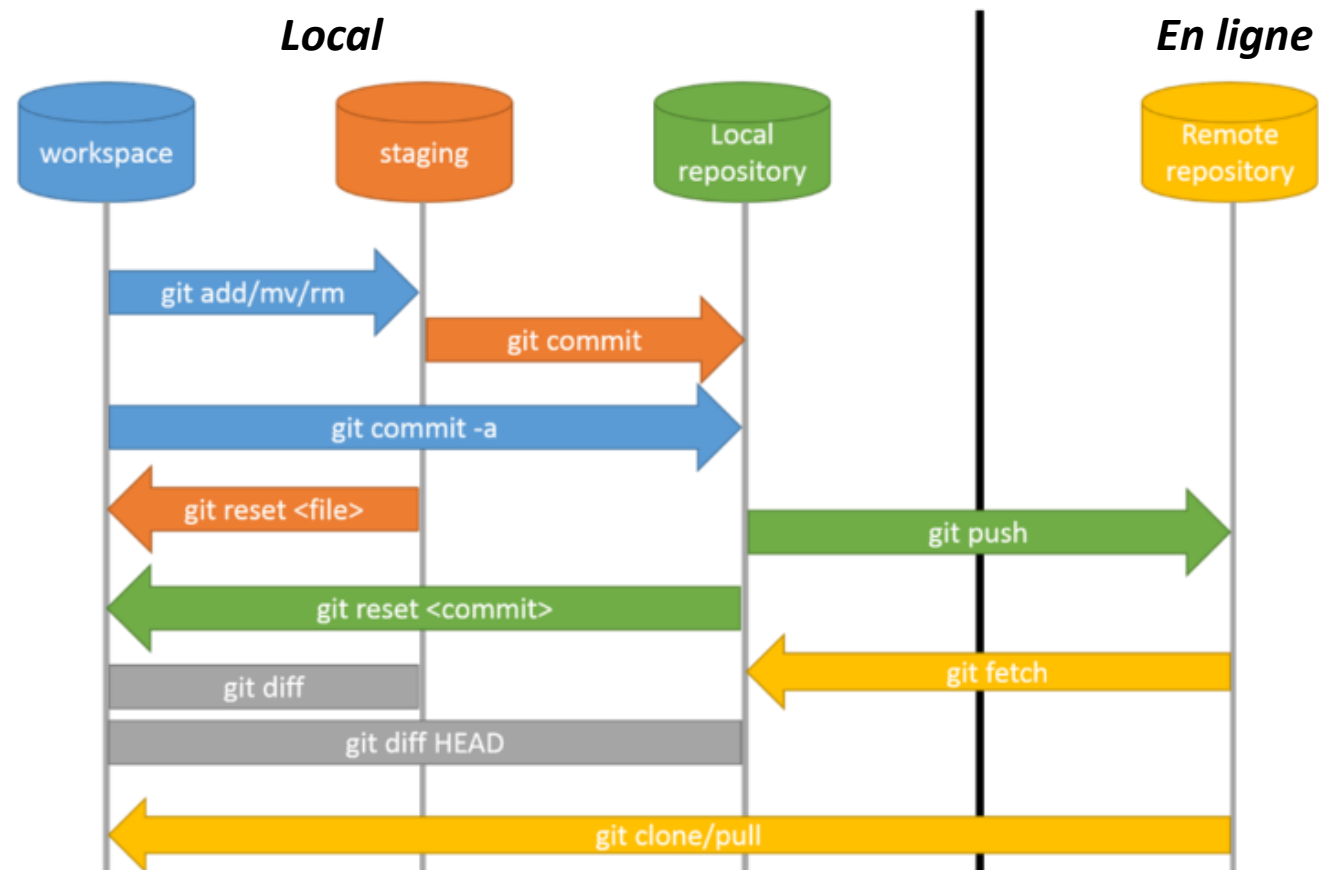 Local
En ligne
workspace
staging
Local
repository
Remote
repository
git add/mv/rm
git commit
git commit -a
git reset <file>
git push
git reset <commit>
git fetch
git diff
git diff HEAD
git clone/pull